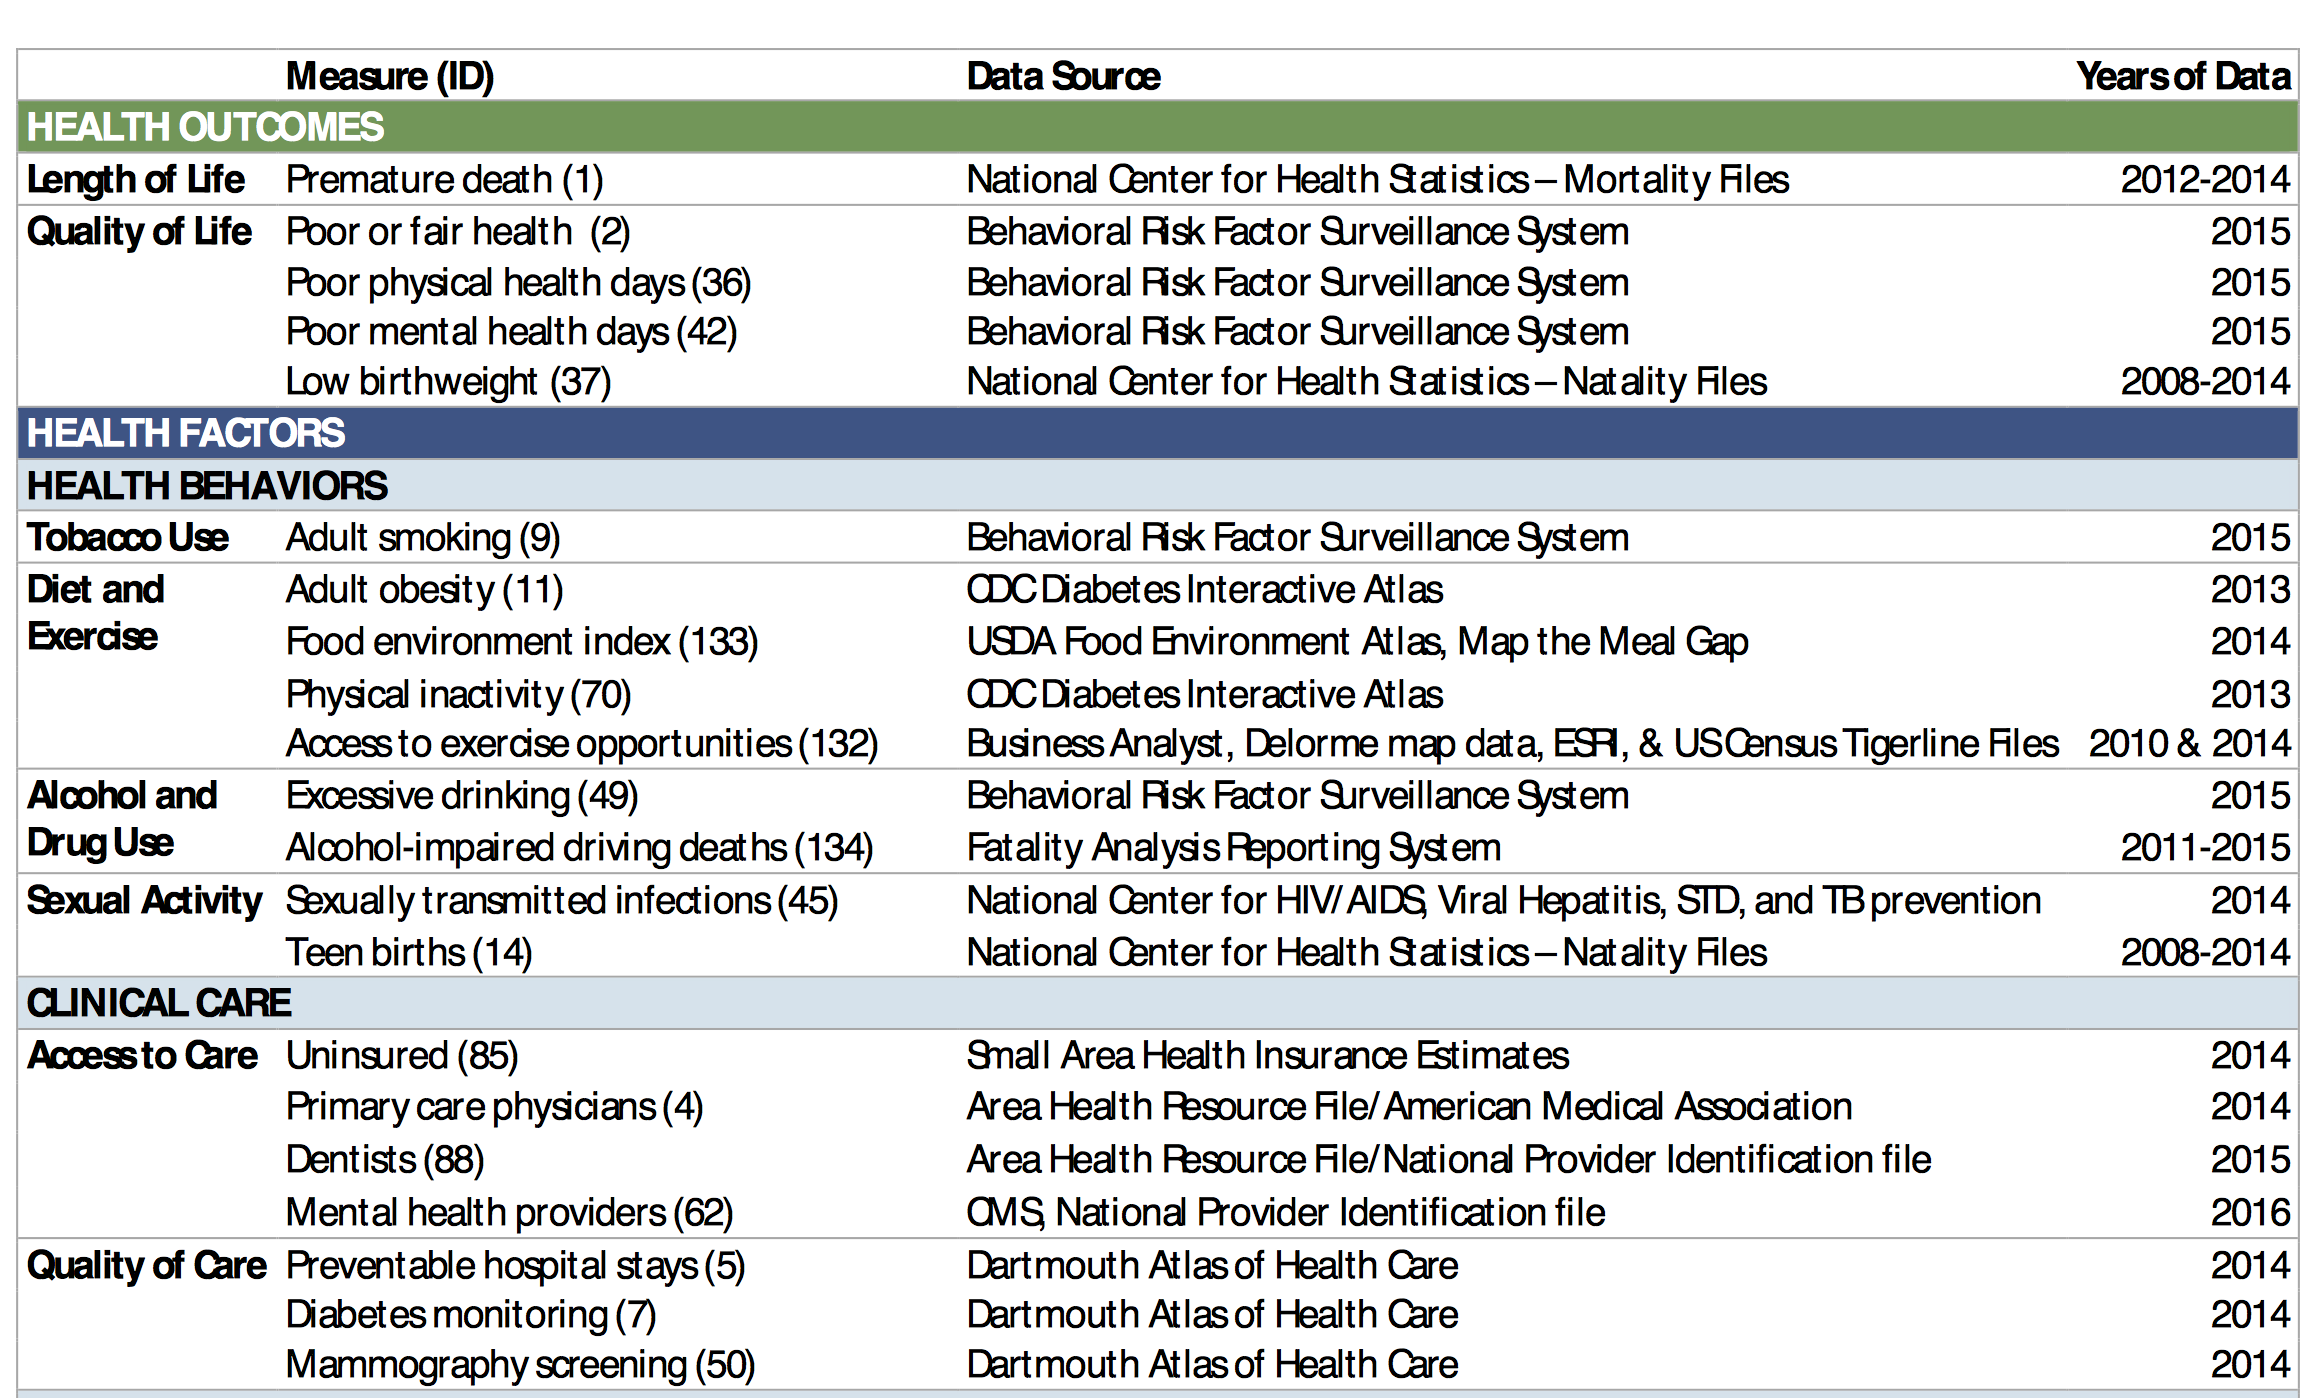 Measure (ID) Data Source Years of Data
HEALTH OUTCOMES
Length of Life Premature death (1) National Center for Health Statistics – Mortality Files 2012-2014
Quality of Life Poor or fair health (2) Behavioral Risk Factor Surveillance System 2015
Poor physical health days (36) Behavioral Risk Factor Surveillance System 2015
Poor mental health days (42) Behavioral Risk Factor Surveillance System 2015
Low birthweight (37) National Center for Health Statistics – Natality Files 2008-2014
HEALTH FACTORS
HEALTH BEHAVIORS
Tobacco Use Adult smoking (9) Behavioral Risk Factor Surveillance System 2015
Diet and Adult obesity (11) CDC Diabetes Interactive Atlas 2013
Exercise Food environment index (133) USDA Food Environment Atlas, Map the Meal Gap 2014
Physical inactivity (70) CDC Diabetes Interactive Atlas 2013
Access to exercise opportunities (132) Business Analyst, Delorme map data, ESRI, & US Census Tigerline Files 2010 & 2014
Alcohol and Excessive drinking (49) Behavioral Risk Factor Surveillance System 2015
Drug Use Alcohol-impaired driving deaths (134) Fatality Analysis Reporting System 2011-2015
Sexual Activity Sexually transmitted infections (45) National Center for HIV/AIDS, Viral Hepatitis, STD, and TB prevention 2014
Teen births (14) National Center for Health Statistics – Natality Files 2008-2014
CLINICAL CARE
Access to Care Uninsured (85) Small Area Health Insurance Estimates 2014
Primary care physicians (4) Area Health Resource File/American Medical Association 2014
Dentists (88) Area Health Resource File/National Provider Identification file 2015
Mental health providers (62) CMS, National Provider Identification file 2016
Quality of Care Preventable hospital stays (5) Dartmouth Atlas of Health Care 2014
Diabetes monitoring (7) Dartmouth Atlas of Health Care 2014
Mammography screening (50) Dartmouth Atlas of Health Care 2014